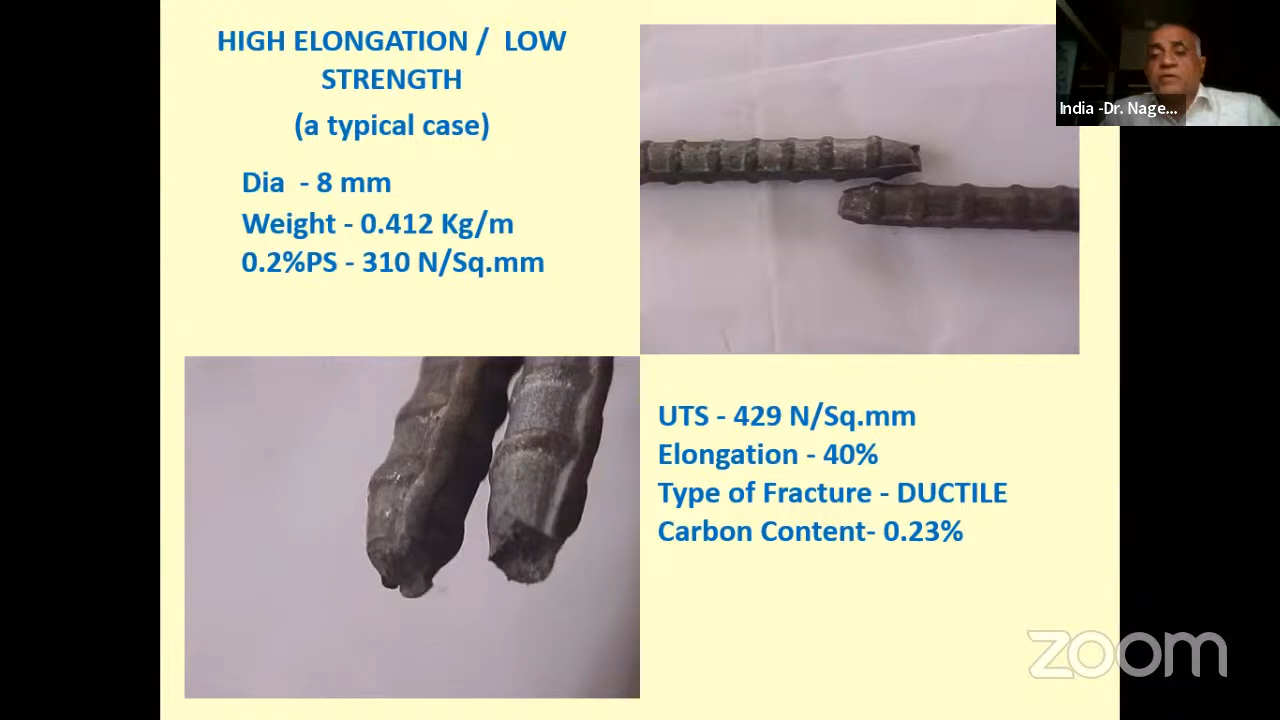 HIGH ELONGATION / LOW
STRENGTH
(a typical case)
Dia - 8 mm
Weight - 0.412 Kg/m
0.2%PS - 310 N/Sq.mm
UTS - 429 N/Sq.mm
Elongation - 40%
Type of Fracture - DUCTILE
Carbon Content- 0.23%
India -Dr. Nage...
zoom